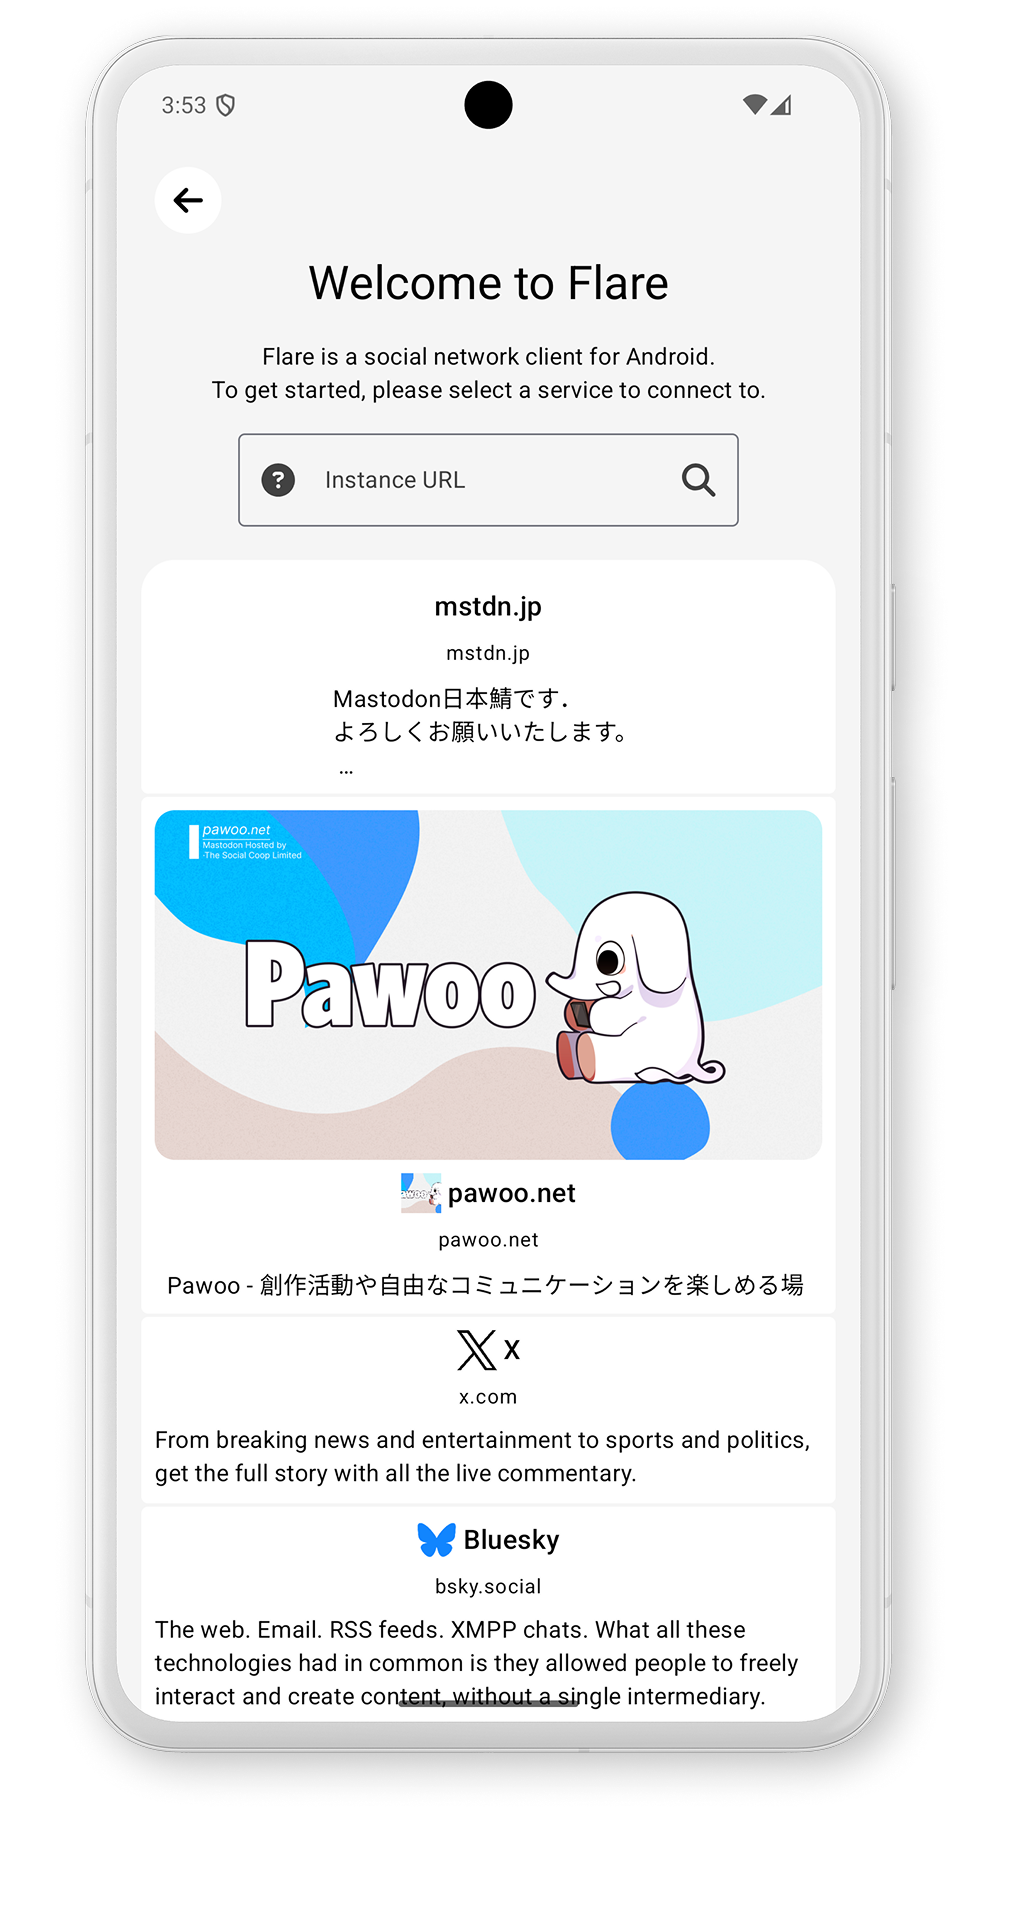 3:53
Welcome to Flare
Flare is a social network client for Android.
To get started, please select a service to connect to.
Instance URL
mstdn.jp
mstdn.jp
Mastodon日本鯖です．
よろしくお願いいたします。
…
pawoo.net
Mastodon Hosted by
The Social Coop Limited
Pawoo
pawoo.net
pawoo.net
Pawoo - 創作活動や自由なコミュニケーションを楽しめる場
X
x.com
From breaking news and entertainment to sports and politics,
get the full story with all the live commentary.
Bluesky
bsky.social
The web. Email. RSS feeds. XMPP chats. What all these
technologies had in common is they allowed people to freely
interact and create content, without a single intermediary.